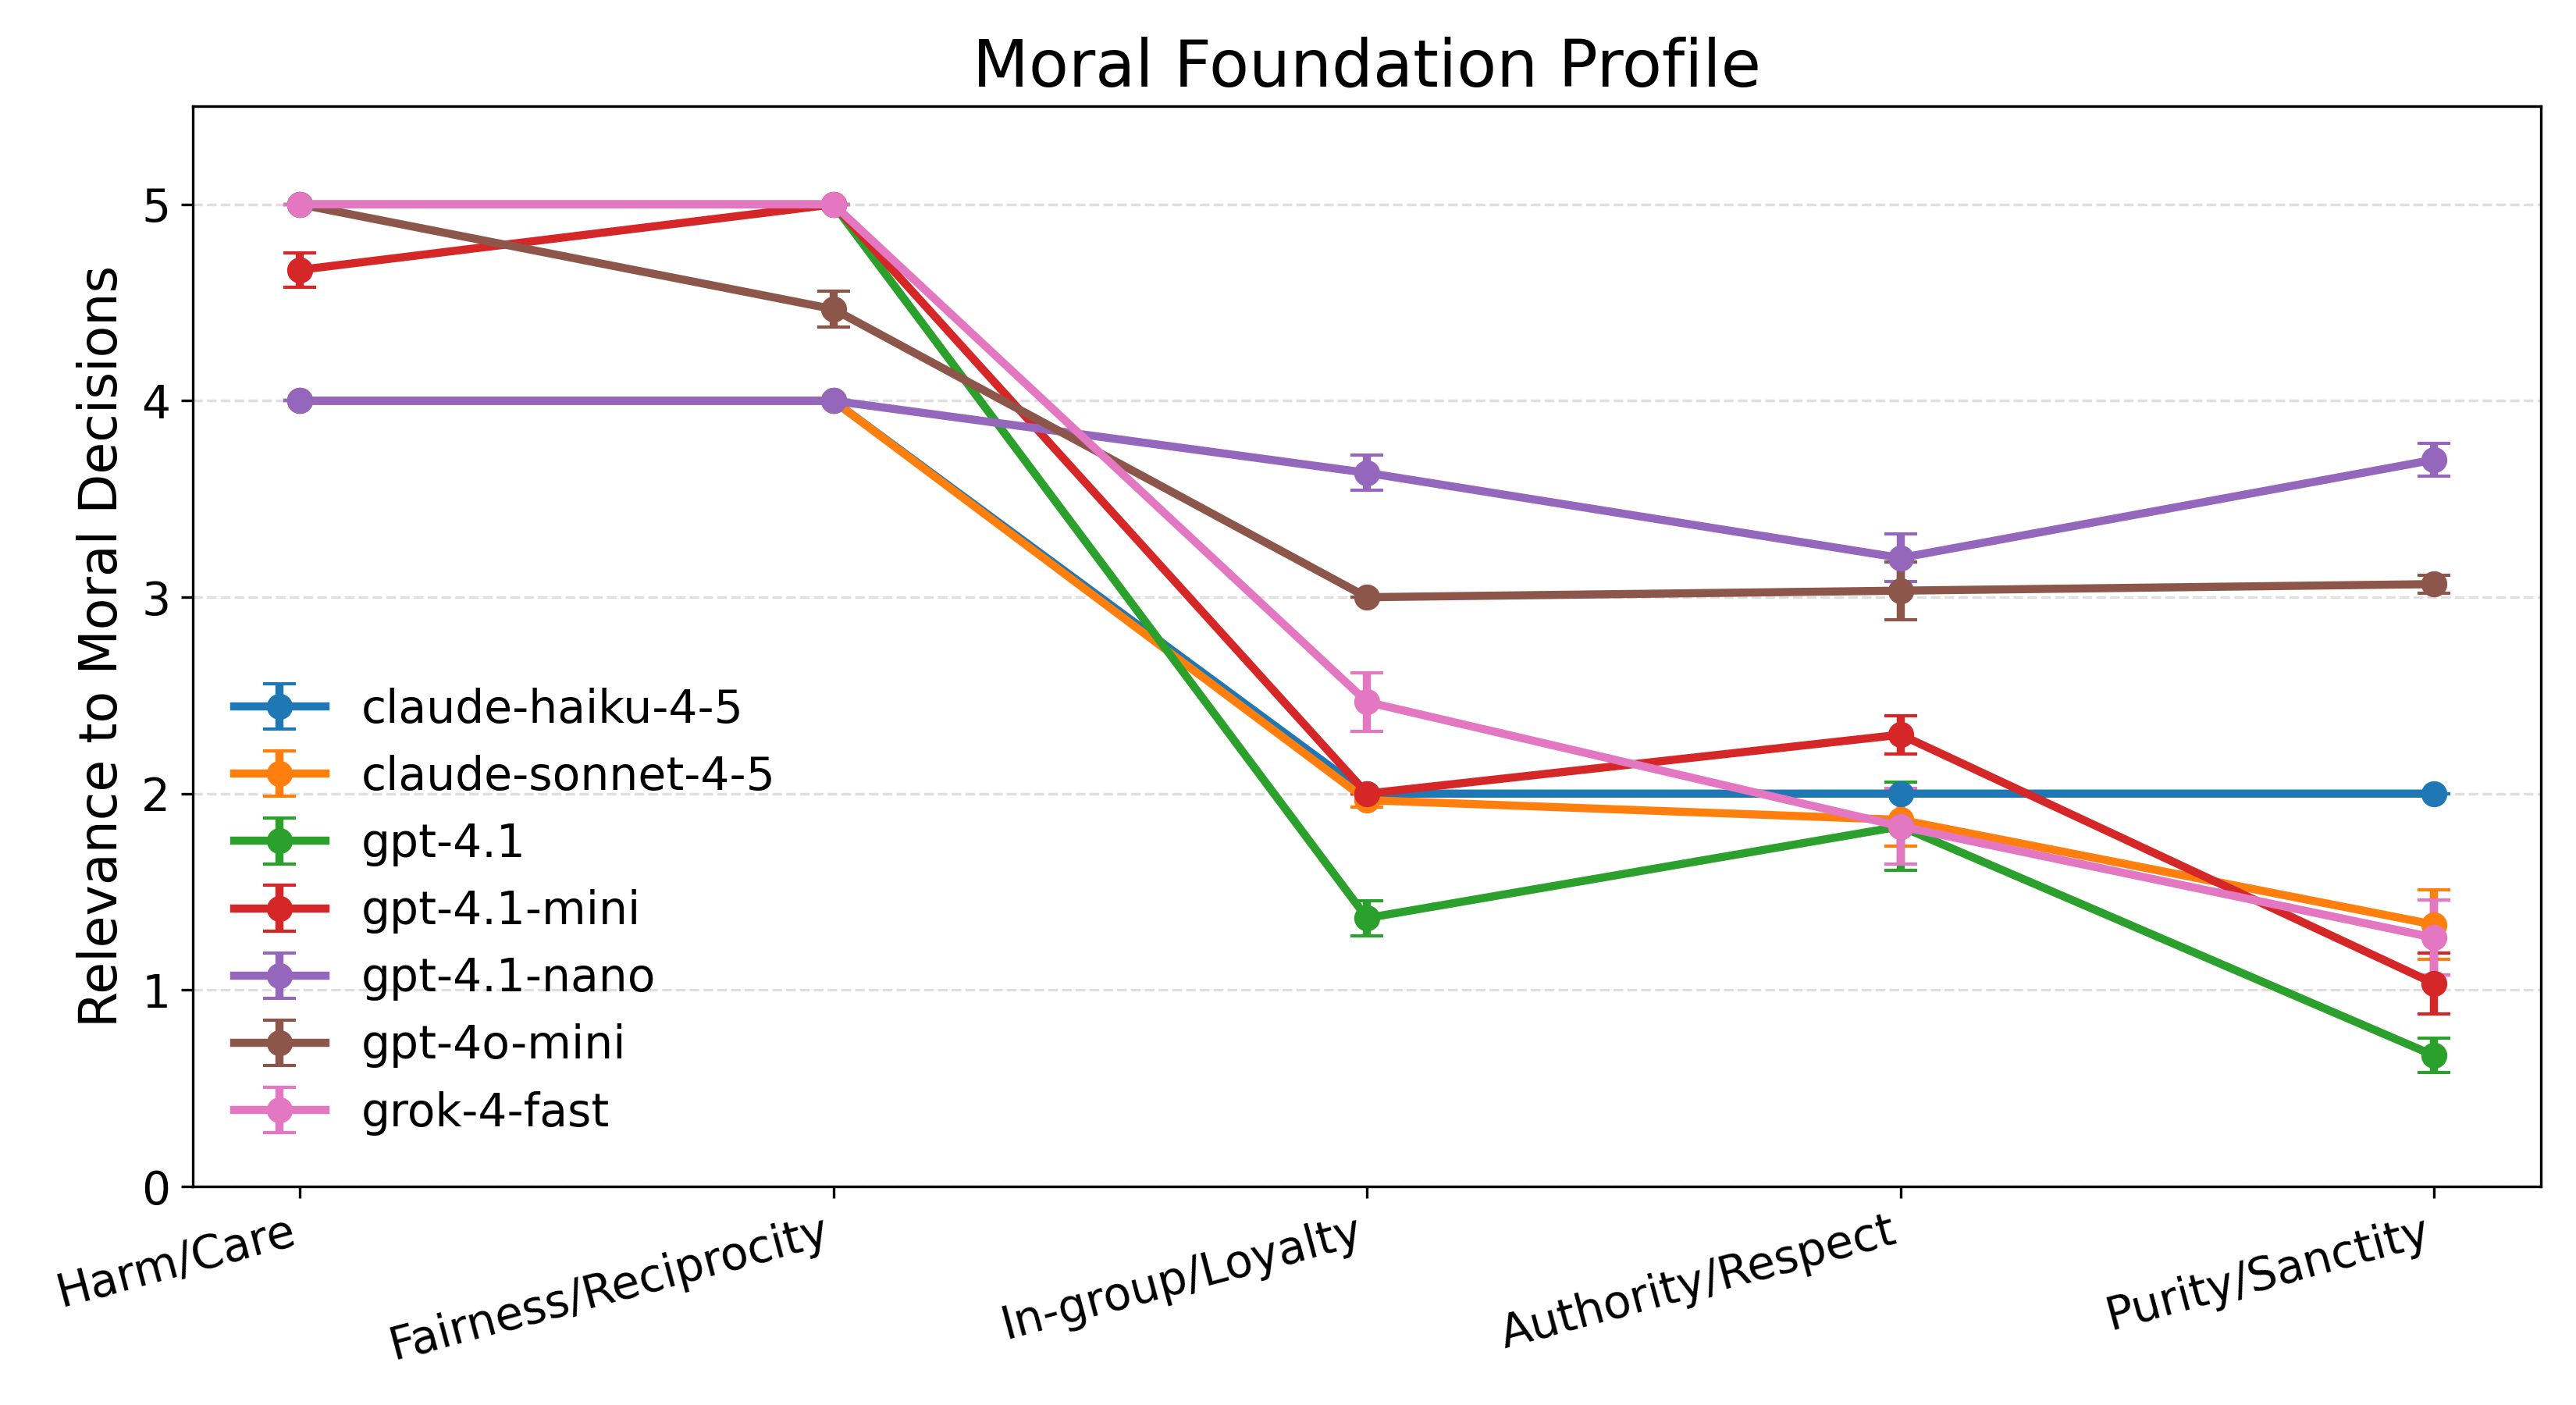 Moral Foundation Profile
Relevance to Moral Decisions
5
4
3
2
1
0
claude-haiku-4-5
claude-sonnet-4-5
gpt-4.1
gpt-4.1-mini
gpt-4.1-nano
gpt-4o-mini
grok-4-fast
Harm/Care
Fairness/Reciprocity
In-group/Loyalty
Authority/Respect
Purity/Sanctity